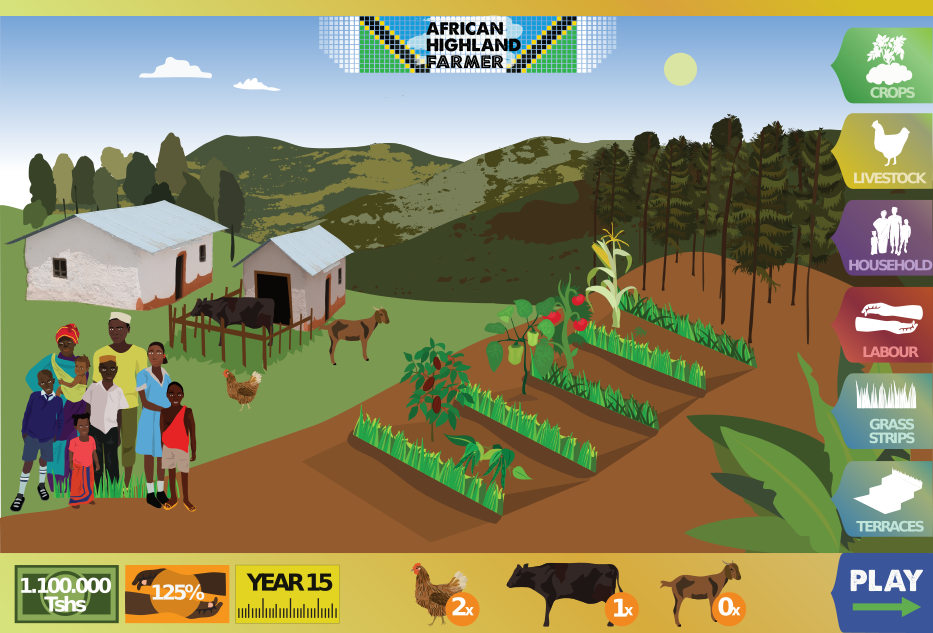 AFRICAN
HIGHLAND
FARMER
CROPS
LIVESTOCK
HOUSEHOLD
LABOUR
GRASS
STRIPS
TERRACES
1.100.000
Tshs
125%
YEAR 15
2x
1x
0x
PLAY